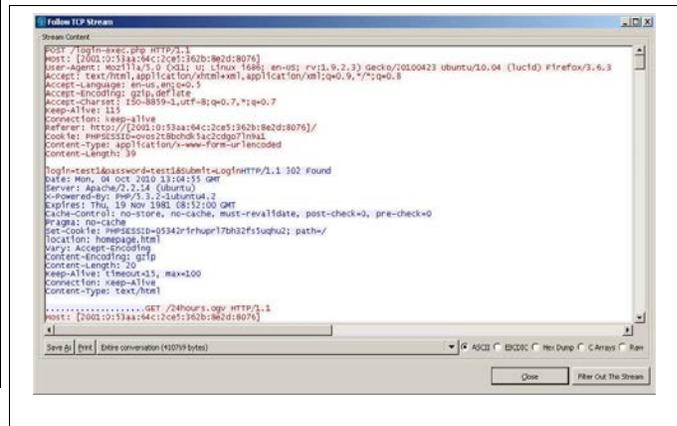 Follow TCP Stream
Stream Content
POST /login-exec.php HTTP/1.1
Host: [2001:0:53aa:64c:2ce5:362b:8e2d:8076]
User-Agent: Mozilla/5.0 (X11; U; Linux i686; en-US; rv:1.9.2.3) Gecko/20100423 Ubuntu/10.04 (lucid) Firefox/3.6.3
Accept: text/html,application/xhtml+xml,application/xml;q=0.9,*/*;q=0.8
Accept-Language: en-us,en;q=0.5
Accept-Encoding: gzip,deflate
Accept-Charset: ISO-8859-1,utf-8;q=0.7,*;q=0.7
Keep-Alive: 115
Connection: keep-alive
Referer: http://[2001:0:53aa:64c:2ce5:362b:8e2d:8076]/
Cookie:
Content-Type: application/x-www-form-urlencoded
Content-Length: 39
login=test1&password=test1&Submit=LoginHTTP/1.1 302 Found
Date: Mon, 04 Oct 2010 13:04:55 GMT
Server: Apache/2.2.14 (Ubuntu)
X-Powered-By: PHP/5.3.2-1ubuntu4.2
Expires: Thu, 19 Nov 1981 08:52:00 GMT
Cache-Control: no-store, no-cache, must-revalidate, post-check=0, pre-check=0
Pragma: no-cache
Set-Cookie: path=/
location: homepage.html
Vary: Accept-Encoding
Content-Encoding: gzip
Content-Length: 20
Keep-Alive: timeout=15, max=100
Connection: Keep-Alive
Content-Type: text/html
....................GET /24hours.ogv HTTP/1.1
Host: [2001:0:53aa:64c:2ce5:362b:8e2d:8076]
Save As Print Entire conversation (410769 bytes) ASCII EBCDIC Hex Dump C Arrays Raw
Close Filter Out This Stream